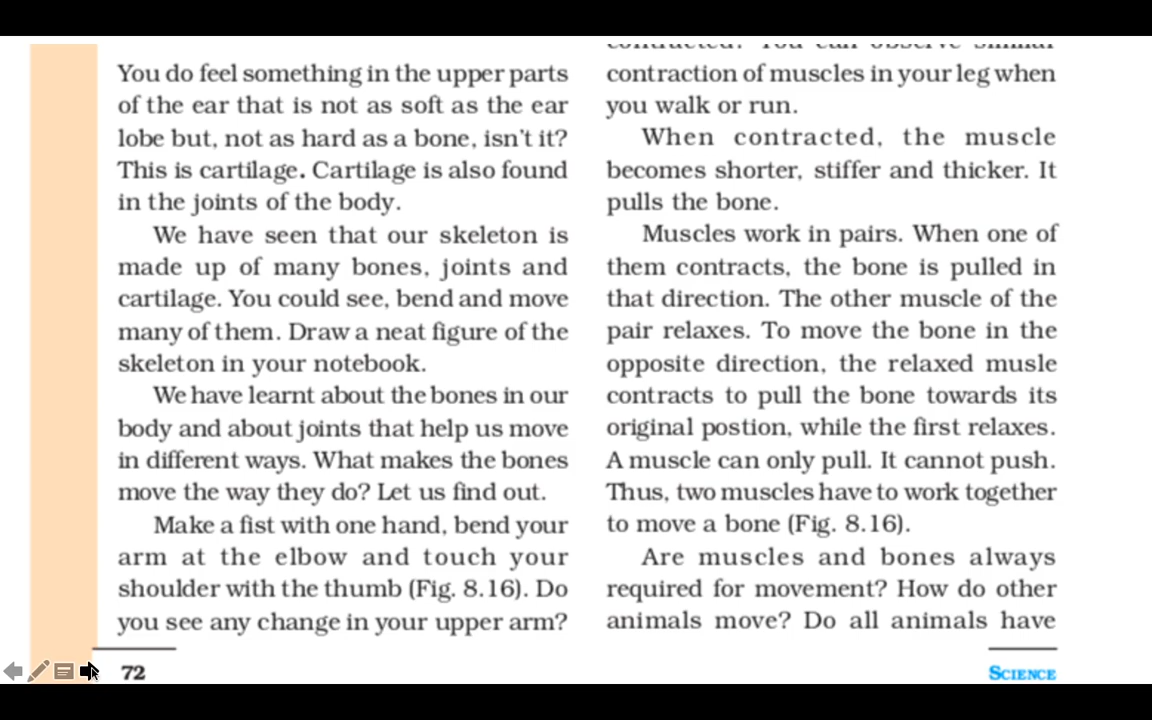 You do feel something in the upper parts
of the ear that is not as soft as the ear
lobe but, not as hard as a bone, isn't it?
This is cartilage. Cartilage is also found
in the joints of the body.
We have seen that our skeleton is
made up of many bones, joints and
cartilage. You could see, bend and move
many of them. Draw a neat figure of the
skeleton in your notebook.
We have learnt about the bones in our
body and about joints that help us move
in different ways. What makes the bones
move the way they do? Let us find out.
Make a fist with one hand, bend your
arm at the elbow and touch your
shoulder with the thumb (Fig. 8.16). Do
you see any change in your upper arm?
contracted? You can observe similar
contraction of muscles in your leg when
you walk or run.
When contracted, the muscle
becomes shorter, stiffer and thicker. It
pulls the bone.
Muscles work in pairs. When one of
them contracts, the bone is pulled in
that direction. The other muscle of the
pair relaxes. To move the bone in the
opposite direction, the relaxed musle
contracts to pull the bone towards its
original postion, while the first relaxes.
A muscle can only pull. It cannot push.
Thus, two muscles have to work together
to move a bone (Fig. 8.16).
Are muscles and bones always
required for movement? How do other
animals move? Do all animals have
72
SCIENCE